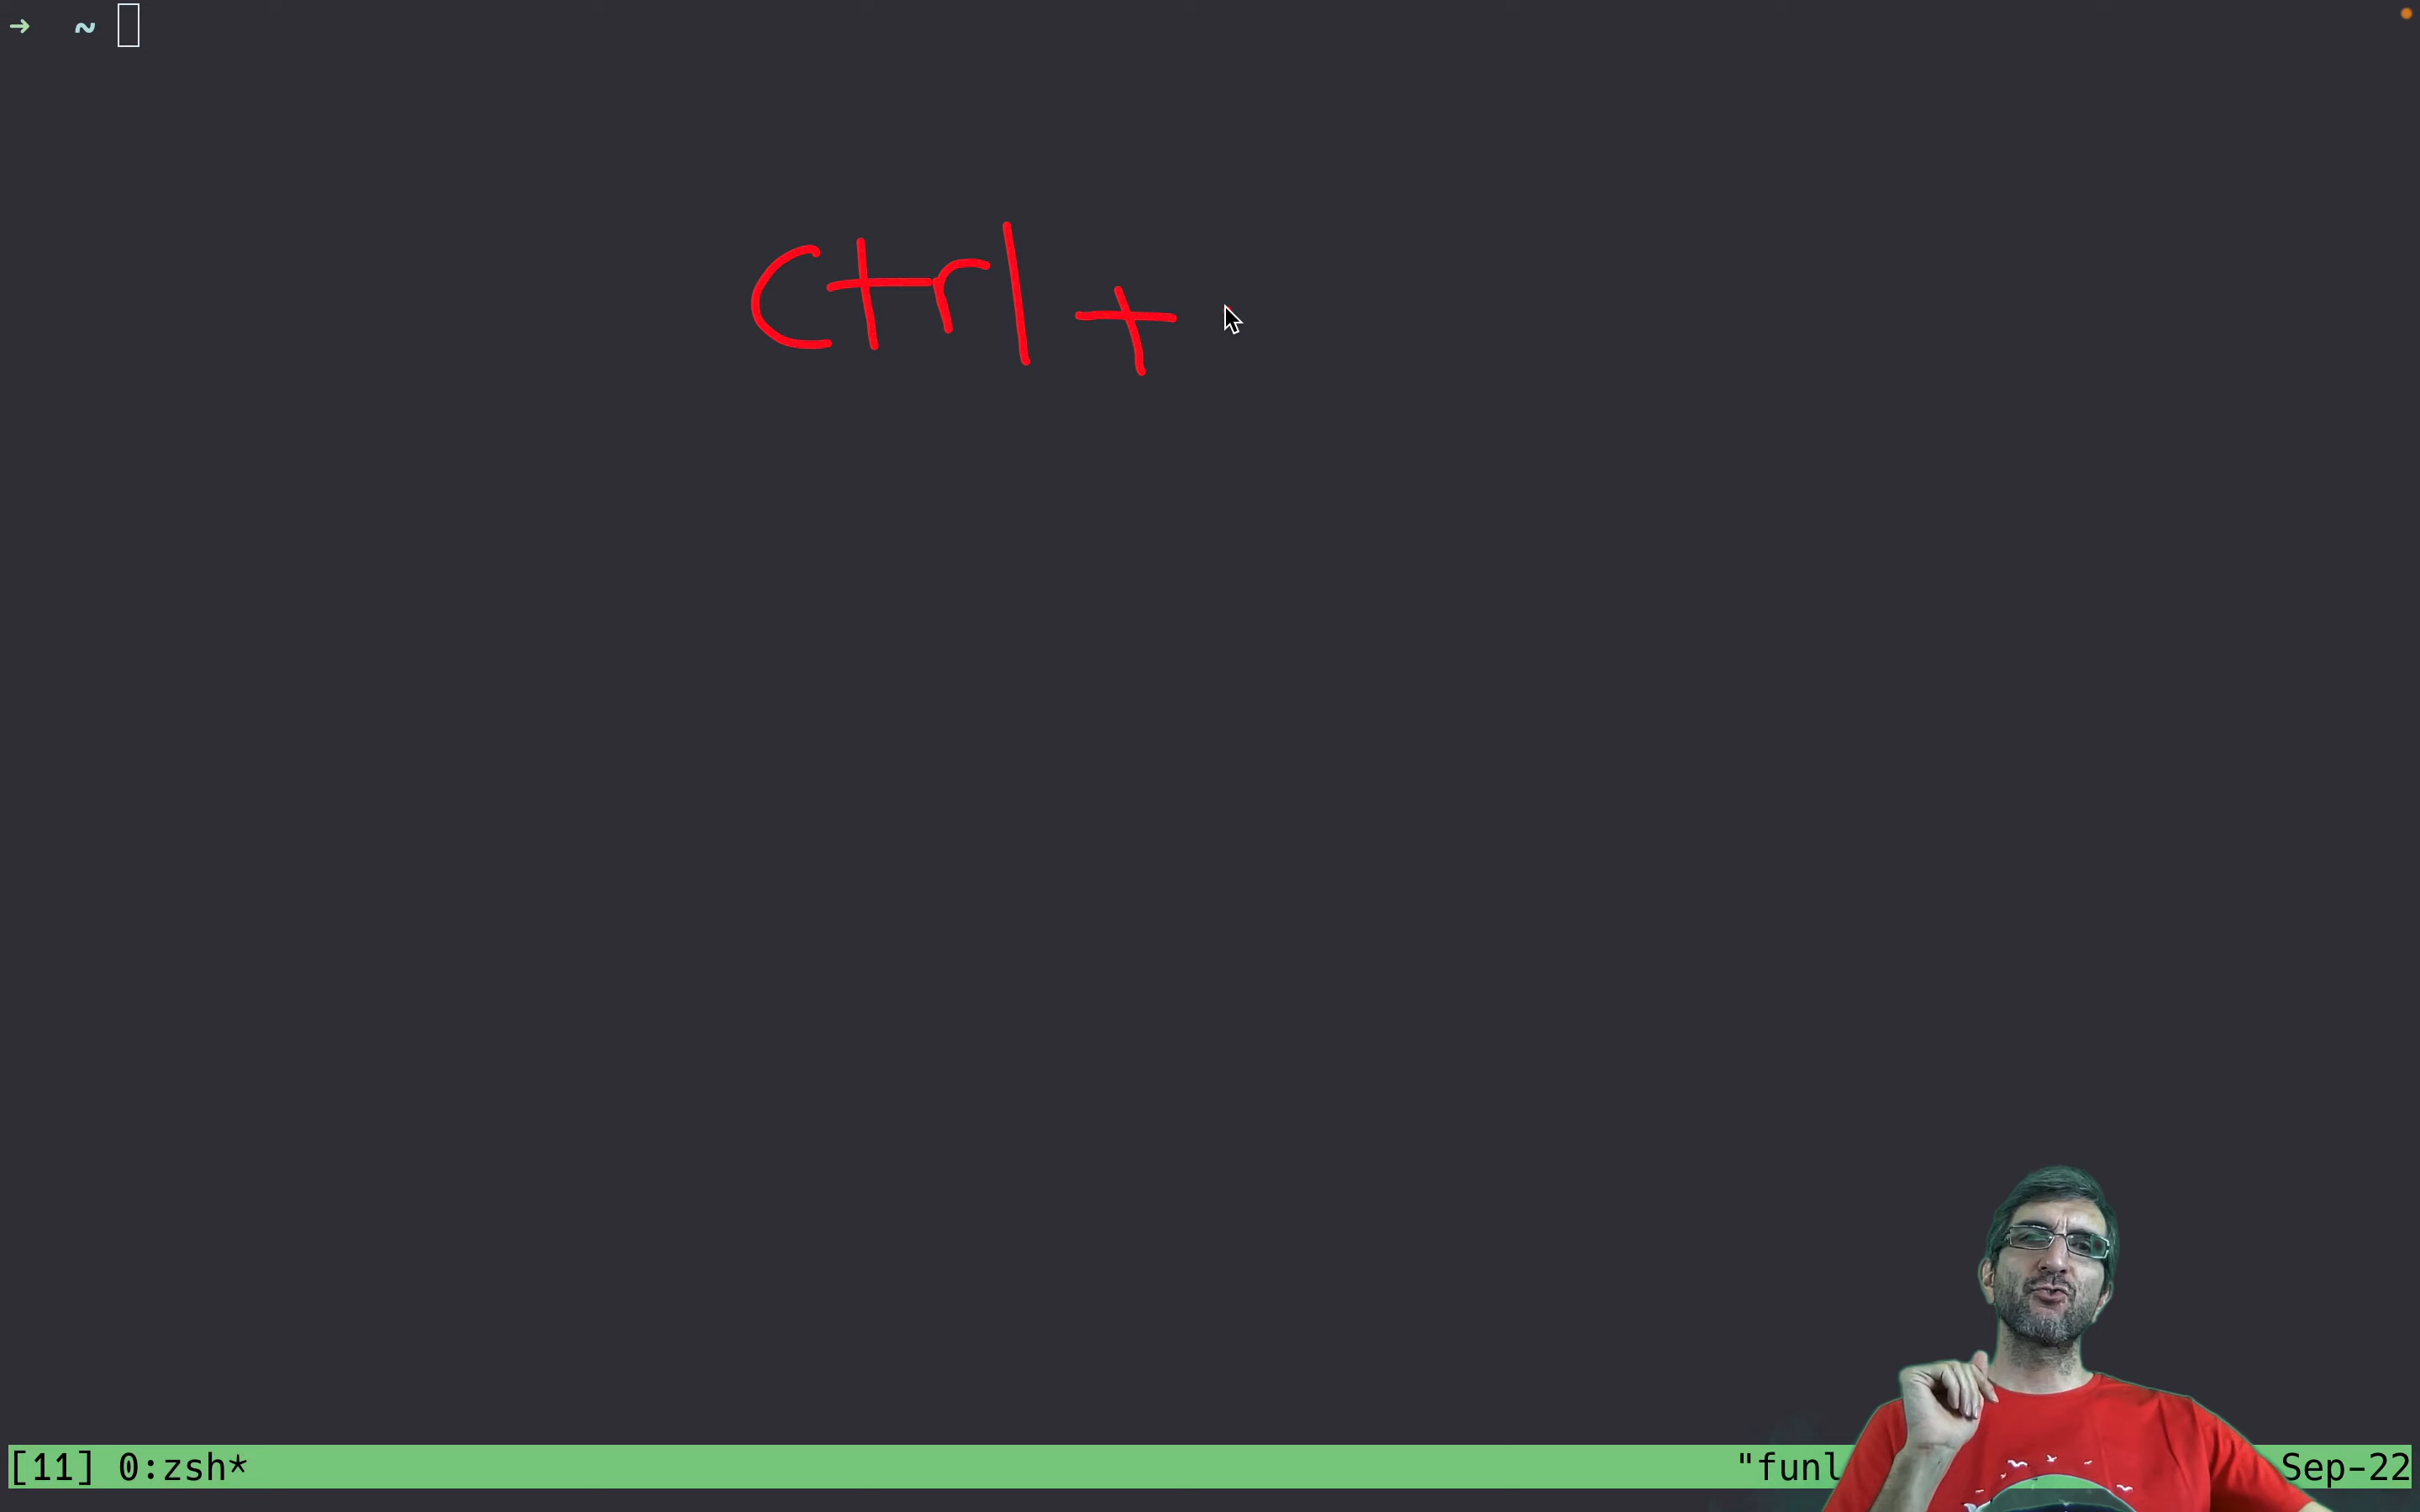 ➜ ~
Ctrl +
[11] 0:zsh* "funl Sep-22